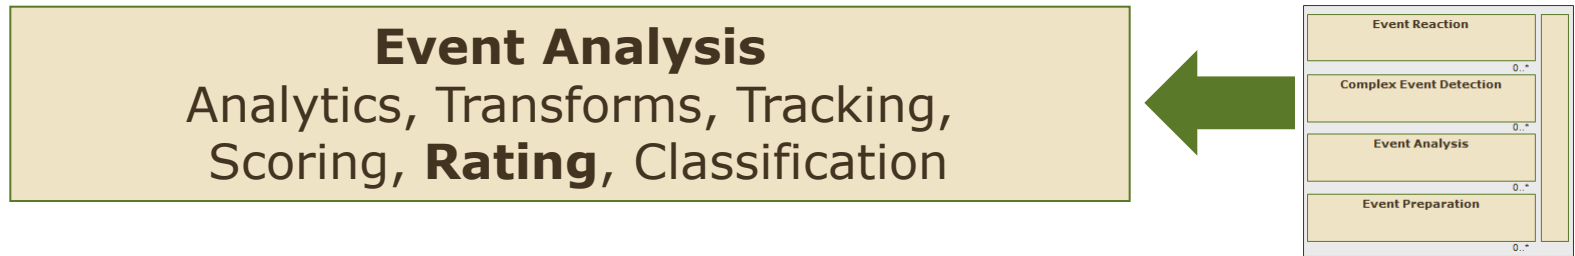 Event Analysis
Analytics, Transforms, Tracking,
Scoring, Rating, Classification
Event Reaction
0..*
Complex Event Detection
0..*
Event Analysis
0..*
Event Preparation
0..*